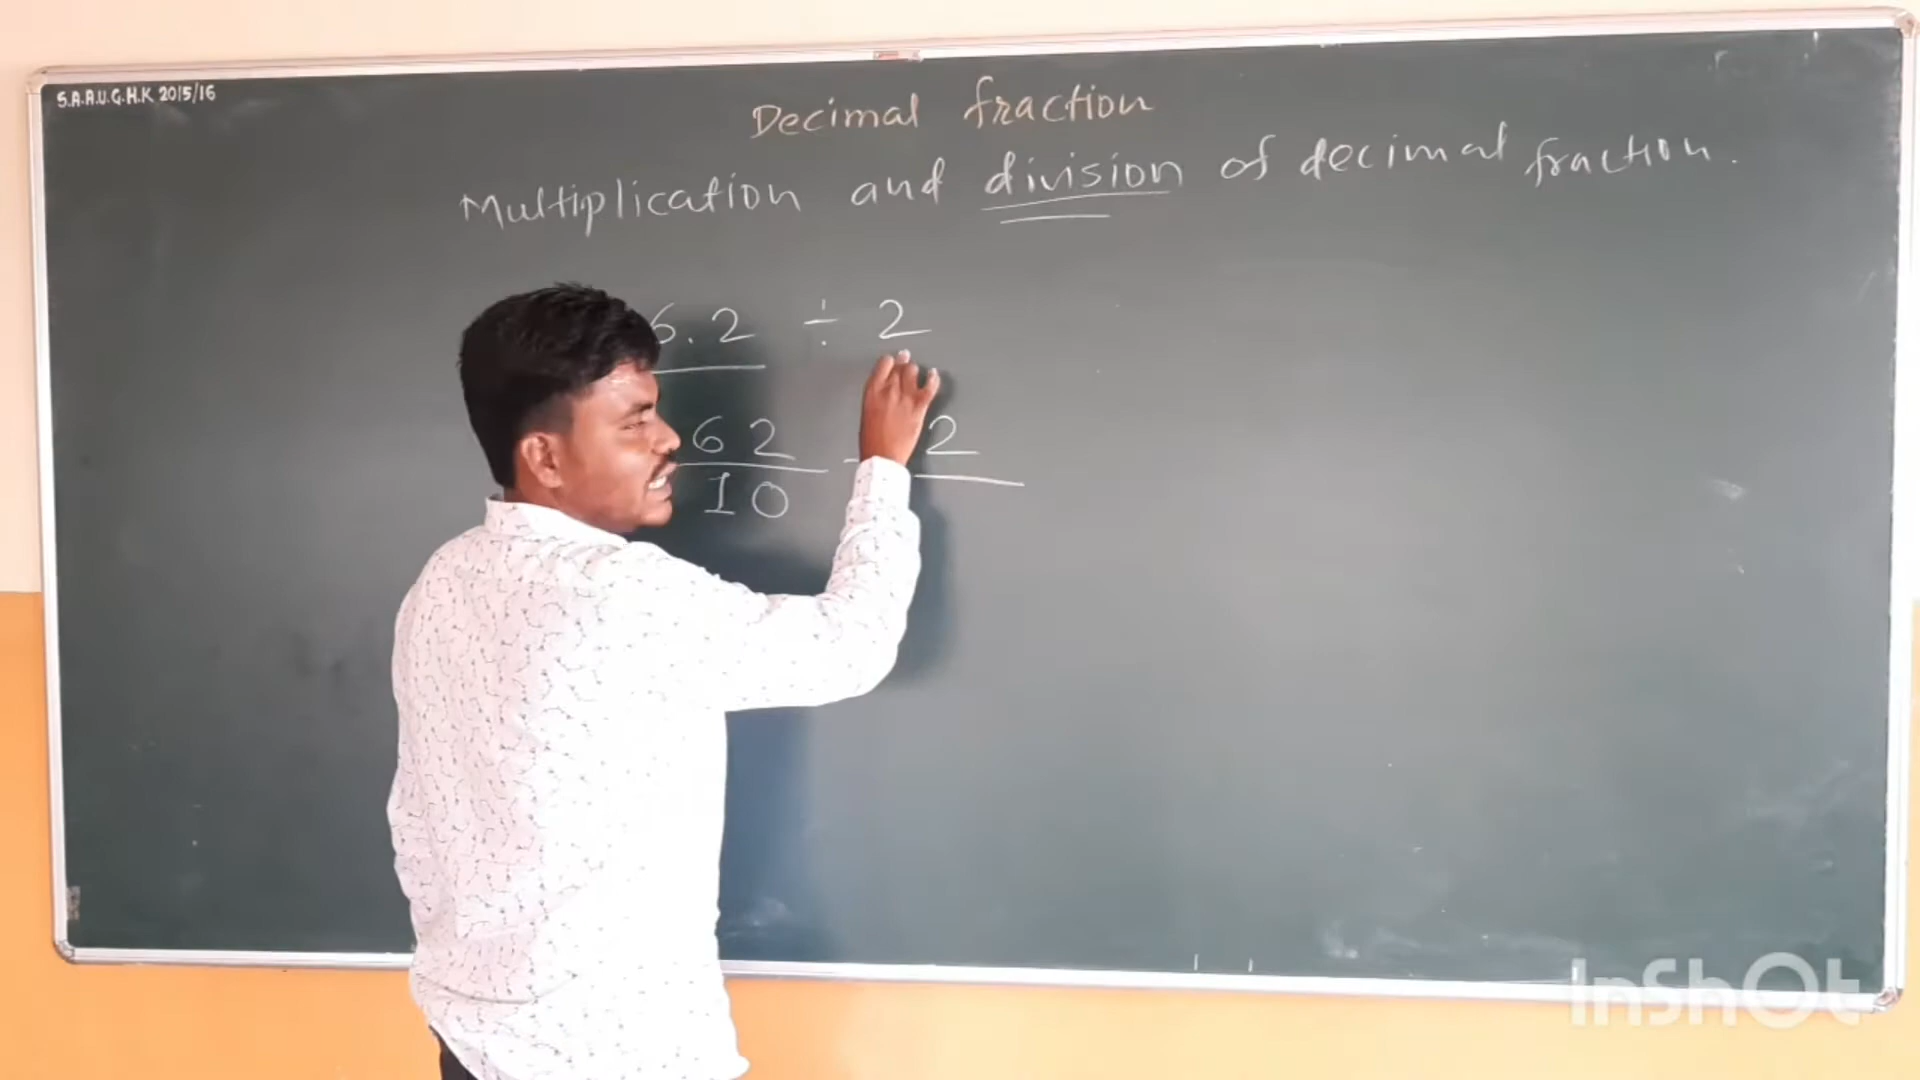 S.A.A.U.G.H.K 2015/16
Decimal fraction
Multiplication and division of decimal fraction.
6.2 ÷ 2
62 2
10
InShOt